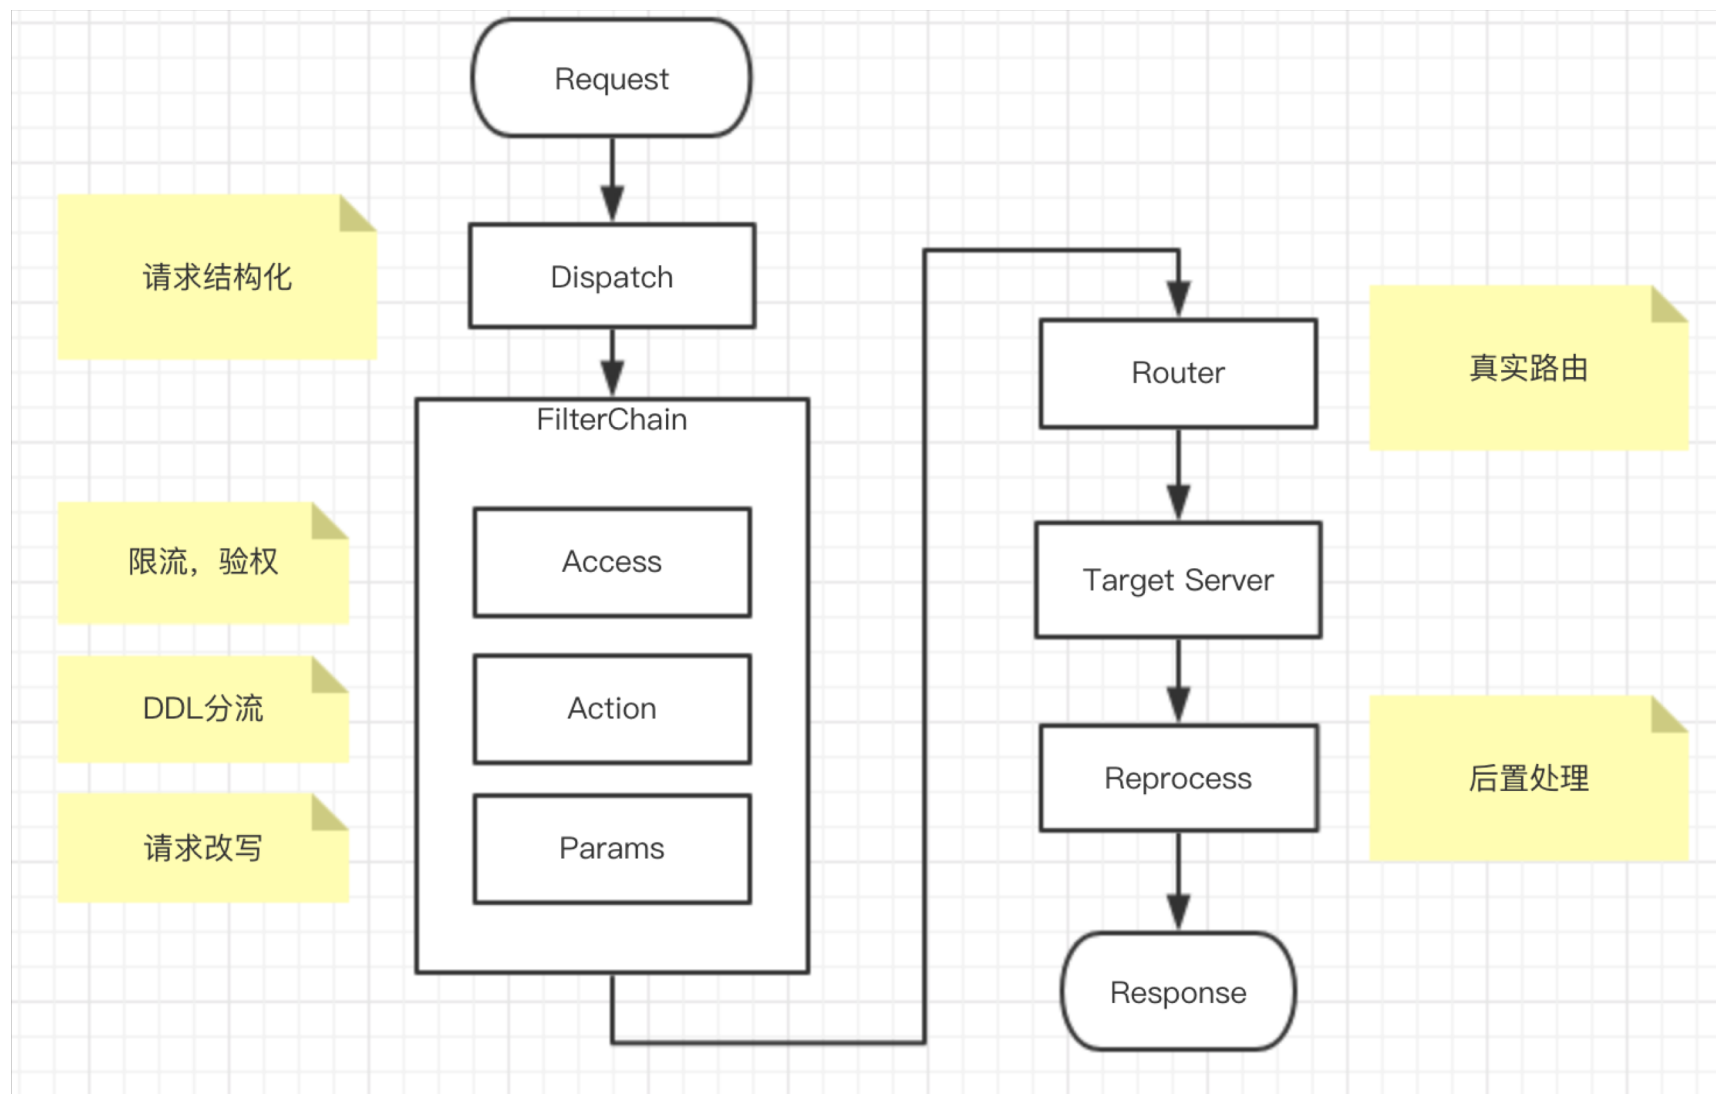 Request
请求结构化
Dispatch
FilterChain
限流，验权
Access
DDL分流
Action
请求改写
Params
Router
真实路由
Target Server
Reprocess
后置处理
Response